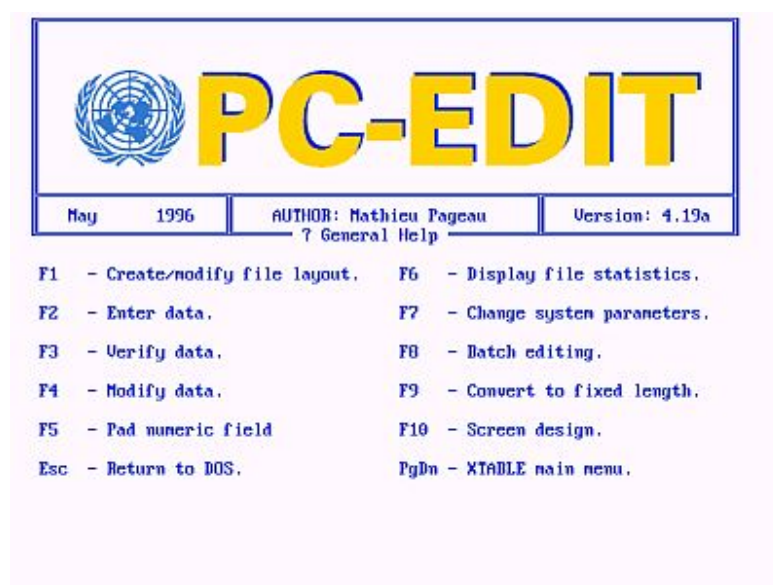 PC-EDIT
May 1996 AUTHOR: Mathieu Pageau Version: 4.19a
? General Help
F1 - Create/modify file layout. F6 - Display file statistics.
F2 - Enter data. F7 - Change system parameters.
F3 - Verify data. F8 - Batch editing.
F4 - Modify data. F9 - Convert to fixed length.
F5 - Pad numeric field F10 - Screen design.
Esc - Return to DOS. PgDn - XTABLE main menu.